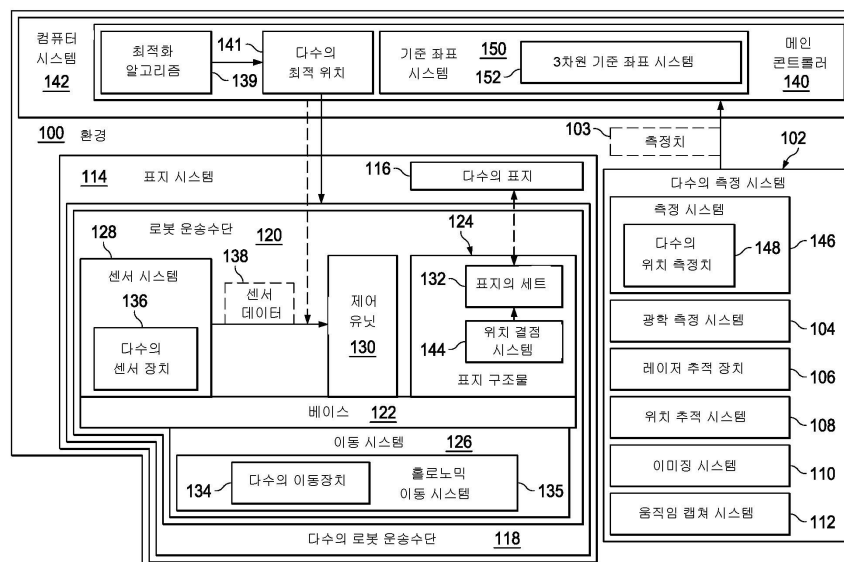 컴퓨터
시스템
142
최적화
알고리즘
139
141
다수의
최적 위치
기준 좌표
시스템
150
152
3차원 기준 좌표 시스템
메인
콘트롤러
140
100 환경
103
측정치
102
114 표지 시스템
116
다수의 표지
다수의 측정 시스템
측정 시스템
다수의
위치 측정치
148
146
로봇 운송수단
120
128
센서 시스템
136
다수의
센서 장치
138
센서
데이터
제어
유닛
130
124
132
표지의 세트
144
위치 결정
시스템
표지 구조물
광학 측정 시스템
104
레이저 추적 장치
106
베이스 122
위치 추적 시스템
108
이동 시스템 126
134
다수의 이동장치
홀로노믹
이동 시스템
135
이미징 시스템
110
움직임 캡쳐 시스템
112
다수의 로봇 운송수단 118